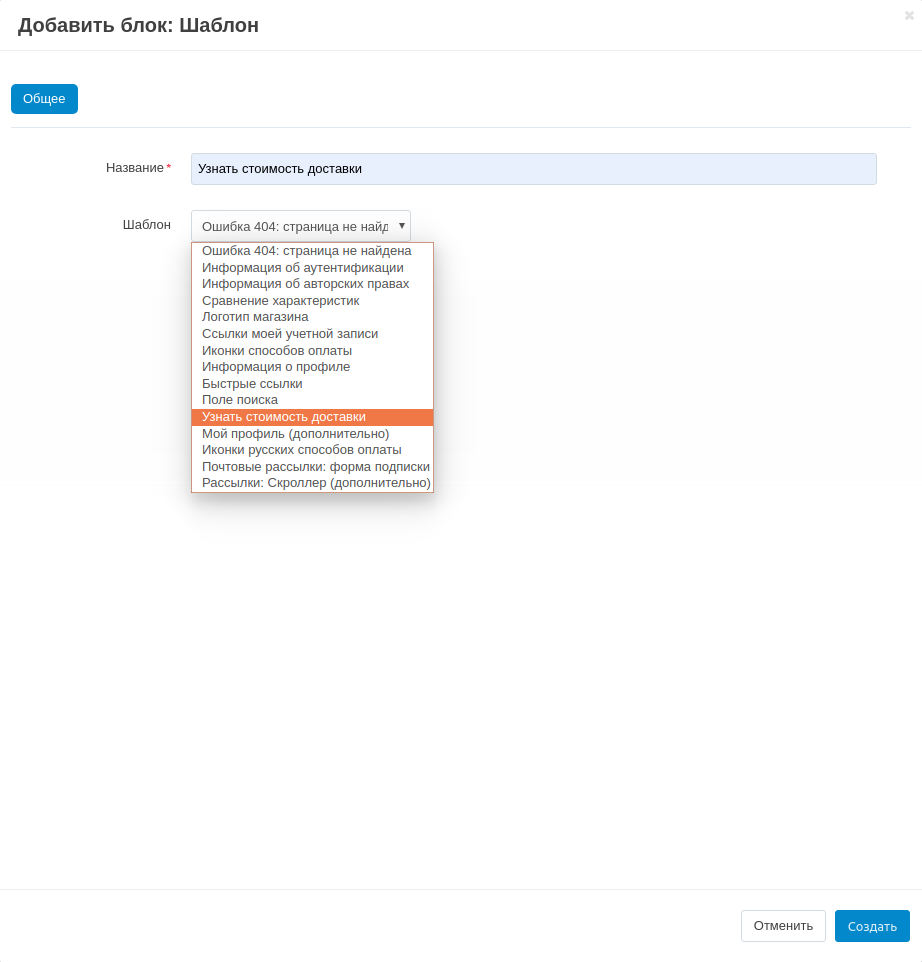 Добавить блок: Шаблон
Общее
Название*
Узнать стоимость доставки
Шаблон
Ошибка 404: страница не найд
Ошибка 404: страница не найдена
Информация об аутентификации
Информация об авторских правах
Сравнение характеристик
Логотип магазина
Ссылки моей учетной записи
Иконки способов оплаты
Информация о профиле
Быстрые ссылки
Поле поиска
Узнать стоимость доставки
Мой профиль (дополнительно)
Иконки русских способов оплаты
Почтовые рассылки: форма подписки
Рассылки: Скроллер (дополнительно)
Отменить
Создать